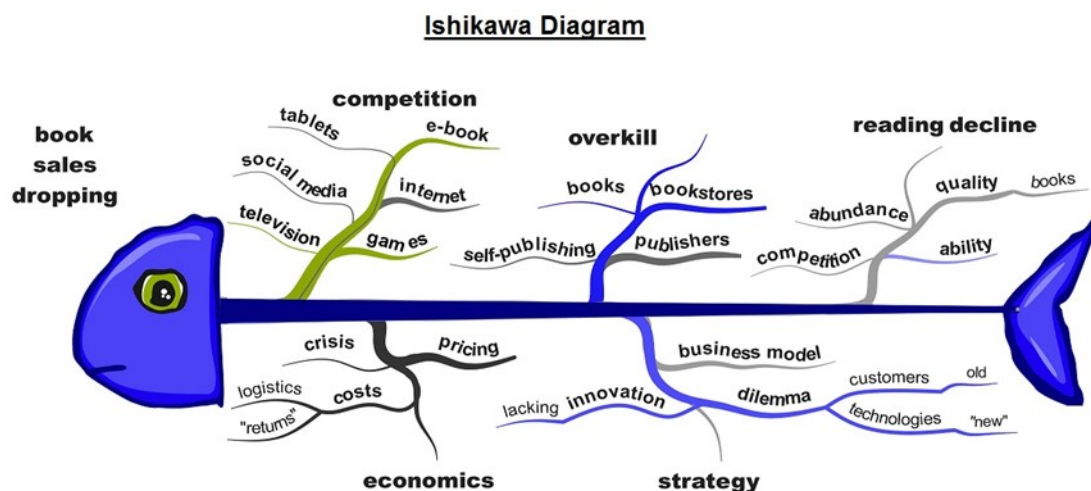 Ishikawa Diagram
book
sales
dropping
competition
tablets
e-book
social media
internet
television
games
overkill
books
bookstores
self-publishing
publishers
reading decline
quality
books
abundance
competition
ability
crisis
pricing
logistics
costs
"returns"
economics
business model
innovation
lacking
dilemma
customers
old
technologies
"new"
strategy